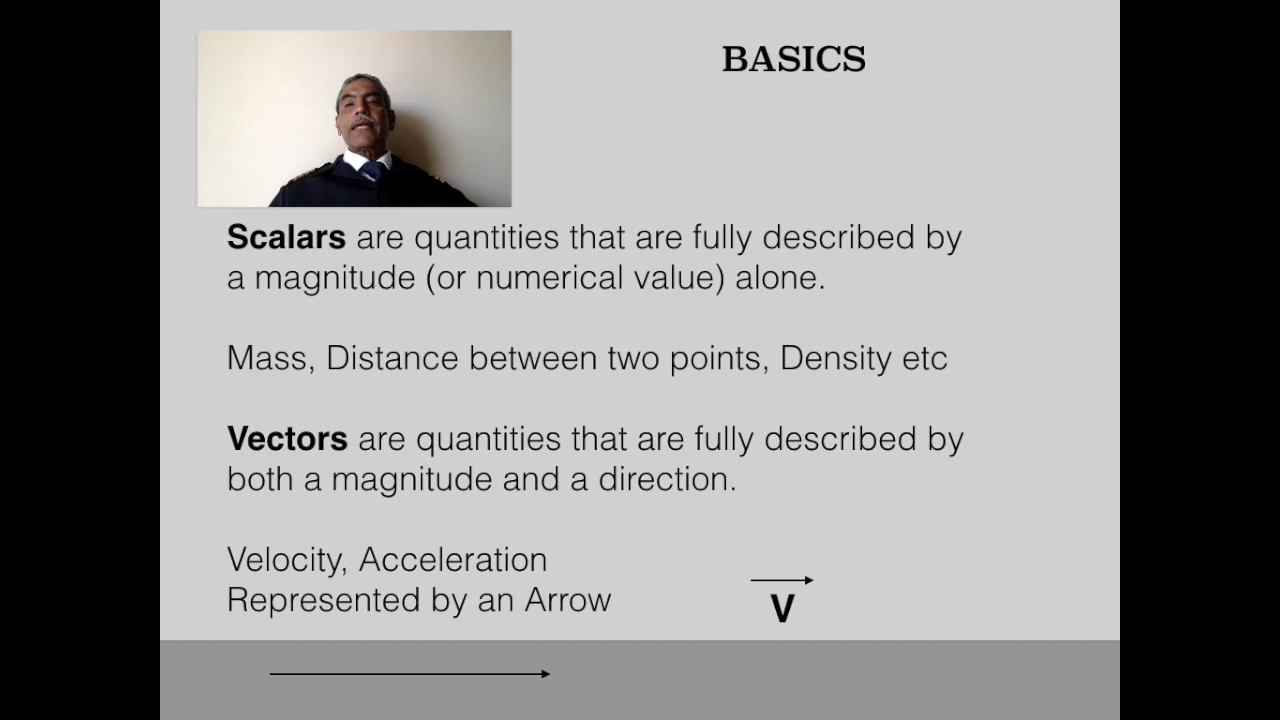 BASICS
Scalars are quantities that are fully described by
a magnitude (or numerical value) alone.
Mass, Distance between two points, Density etc
Vectors are quantities that are fully described by
both a magnitude and a direction.
Velocity, Acceleration
Represented by an Arrow
V